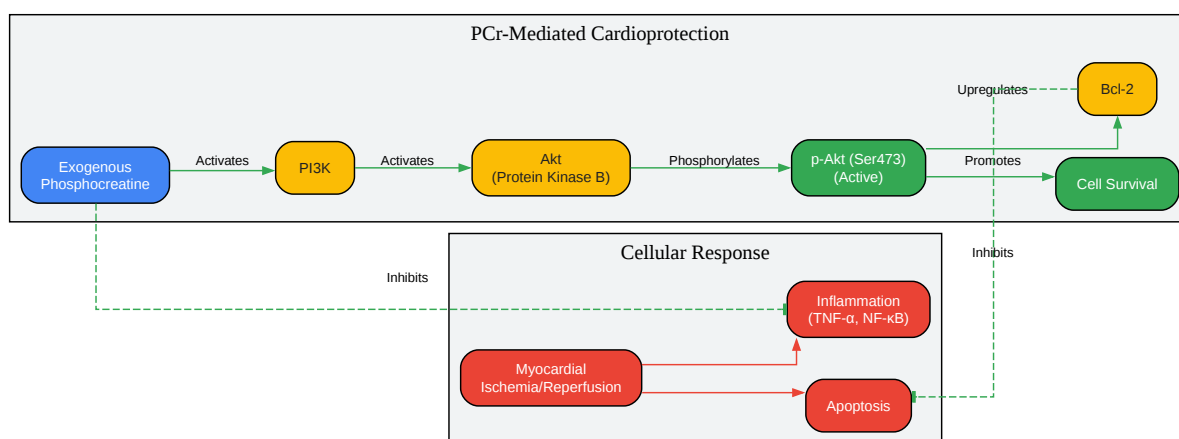 PCr-Mediated Cardioprotection
Upregulates
Bcl-2
Exogenous
Phosphocreatine
Activates
PI3K
Activates
Akt
(Protein Kinase B)
Phosphorylates
p-Akt (Ser473)
(Active)
Promotes
Cell Survival
Cellular Response
Inhibits
Inhibits
Inflammation
(TNF-α, NF-κB)
Myocardial
Ischemia/Reperfusion
Apoptosis